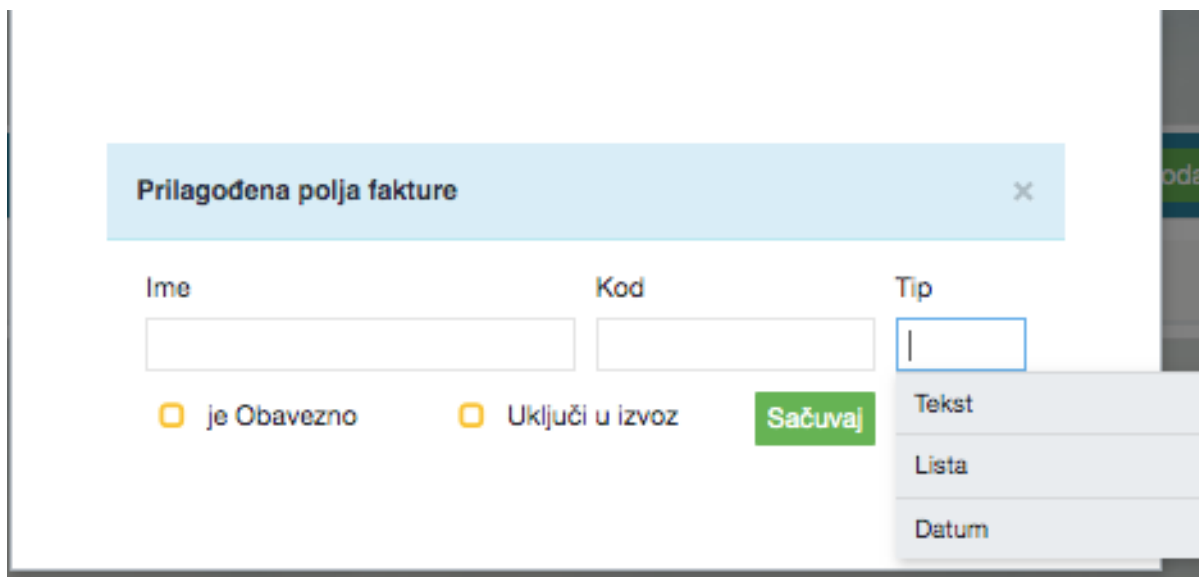 Prilagođena polja fakture
×
Ime Kod Tip
je Obavezno Uključi u izvoz Sačuvaj
Tekst
Lista
Datum